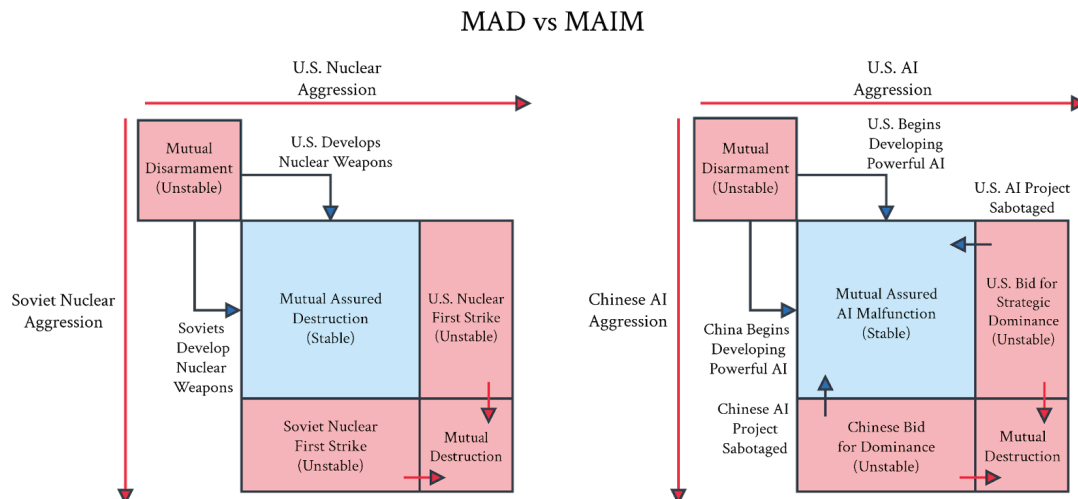 MAD vs MAIM
U.S. Nuclear
Aggression
Mutual
Disarmament
(Unstable)
U.S. Develops
Nuclear Weapons
Soviet Nuclear
Aggression
Soviets
Develop
Nuclear
Weapons
Mutual Assured
Destruction
(Stable)
U.S. Nuclear
First Strike
(Unstable)
Soviet Nuclear
First Strike
(Unstable)
Mutual
Destruction
U.S. AI
Aggression
Mutual
Disarmament
(Unstable)
U.S. Begins
Developing
Powerful AI
U.S. AI Project
Sabotaged
Chinese AI
Aggression
China Begins
Developing
Powerful AI
Mutual Assured
AI Malfunction
(Stable)
U.S. Bid for
Strategic
Dominance
(Unstable)
Chinese AI
Project
Sabotaged
Chinese Bid
for Dominance
(Unstable)
Mutual
Destruction